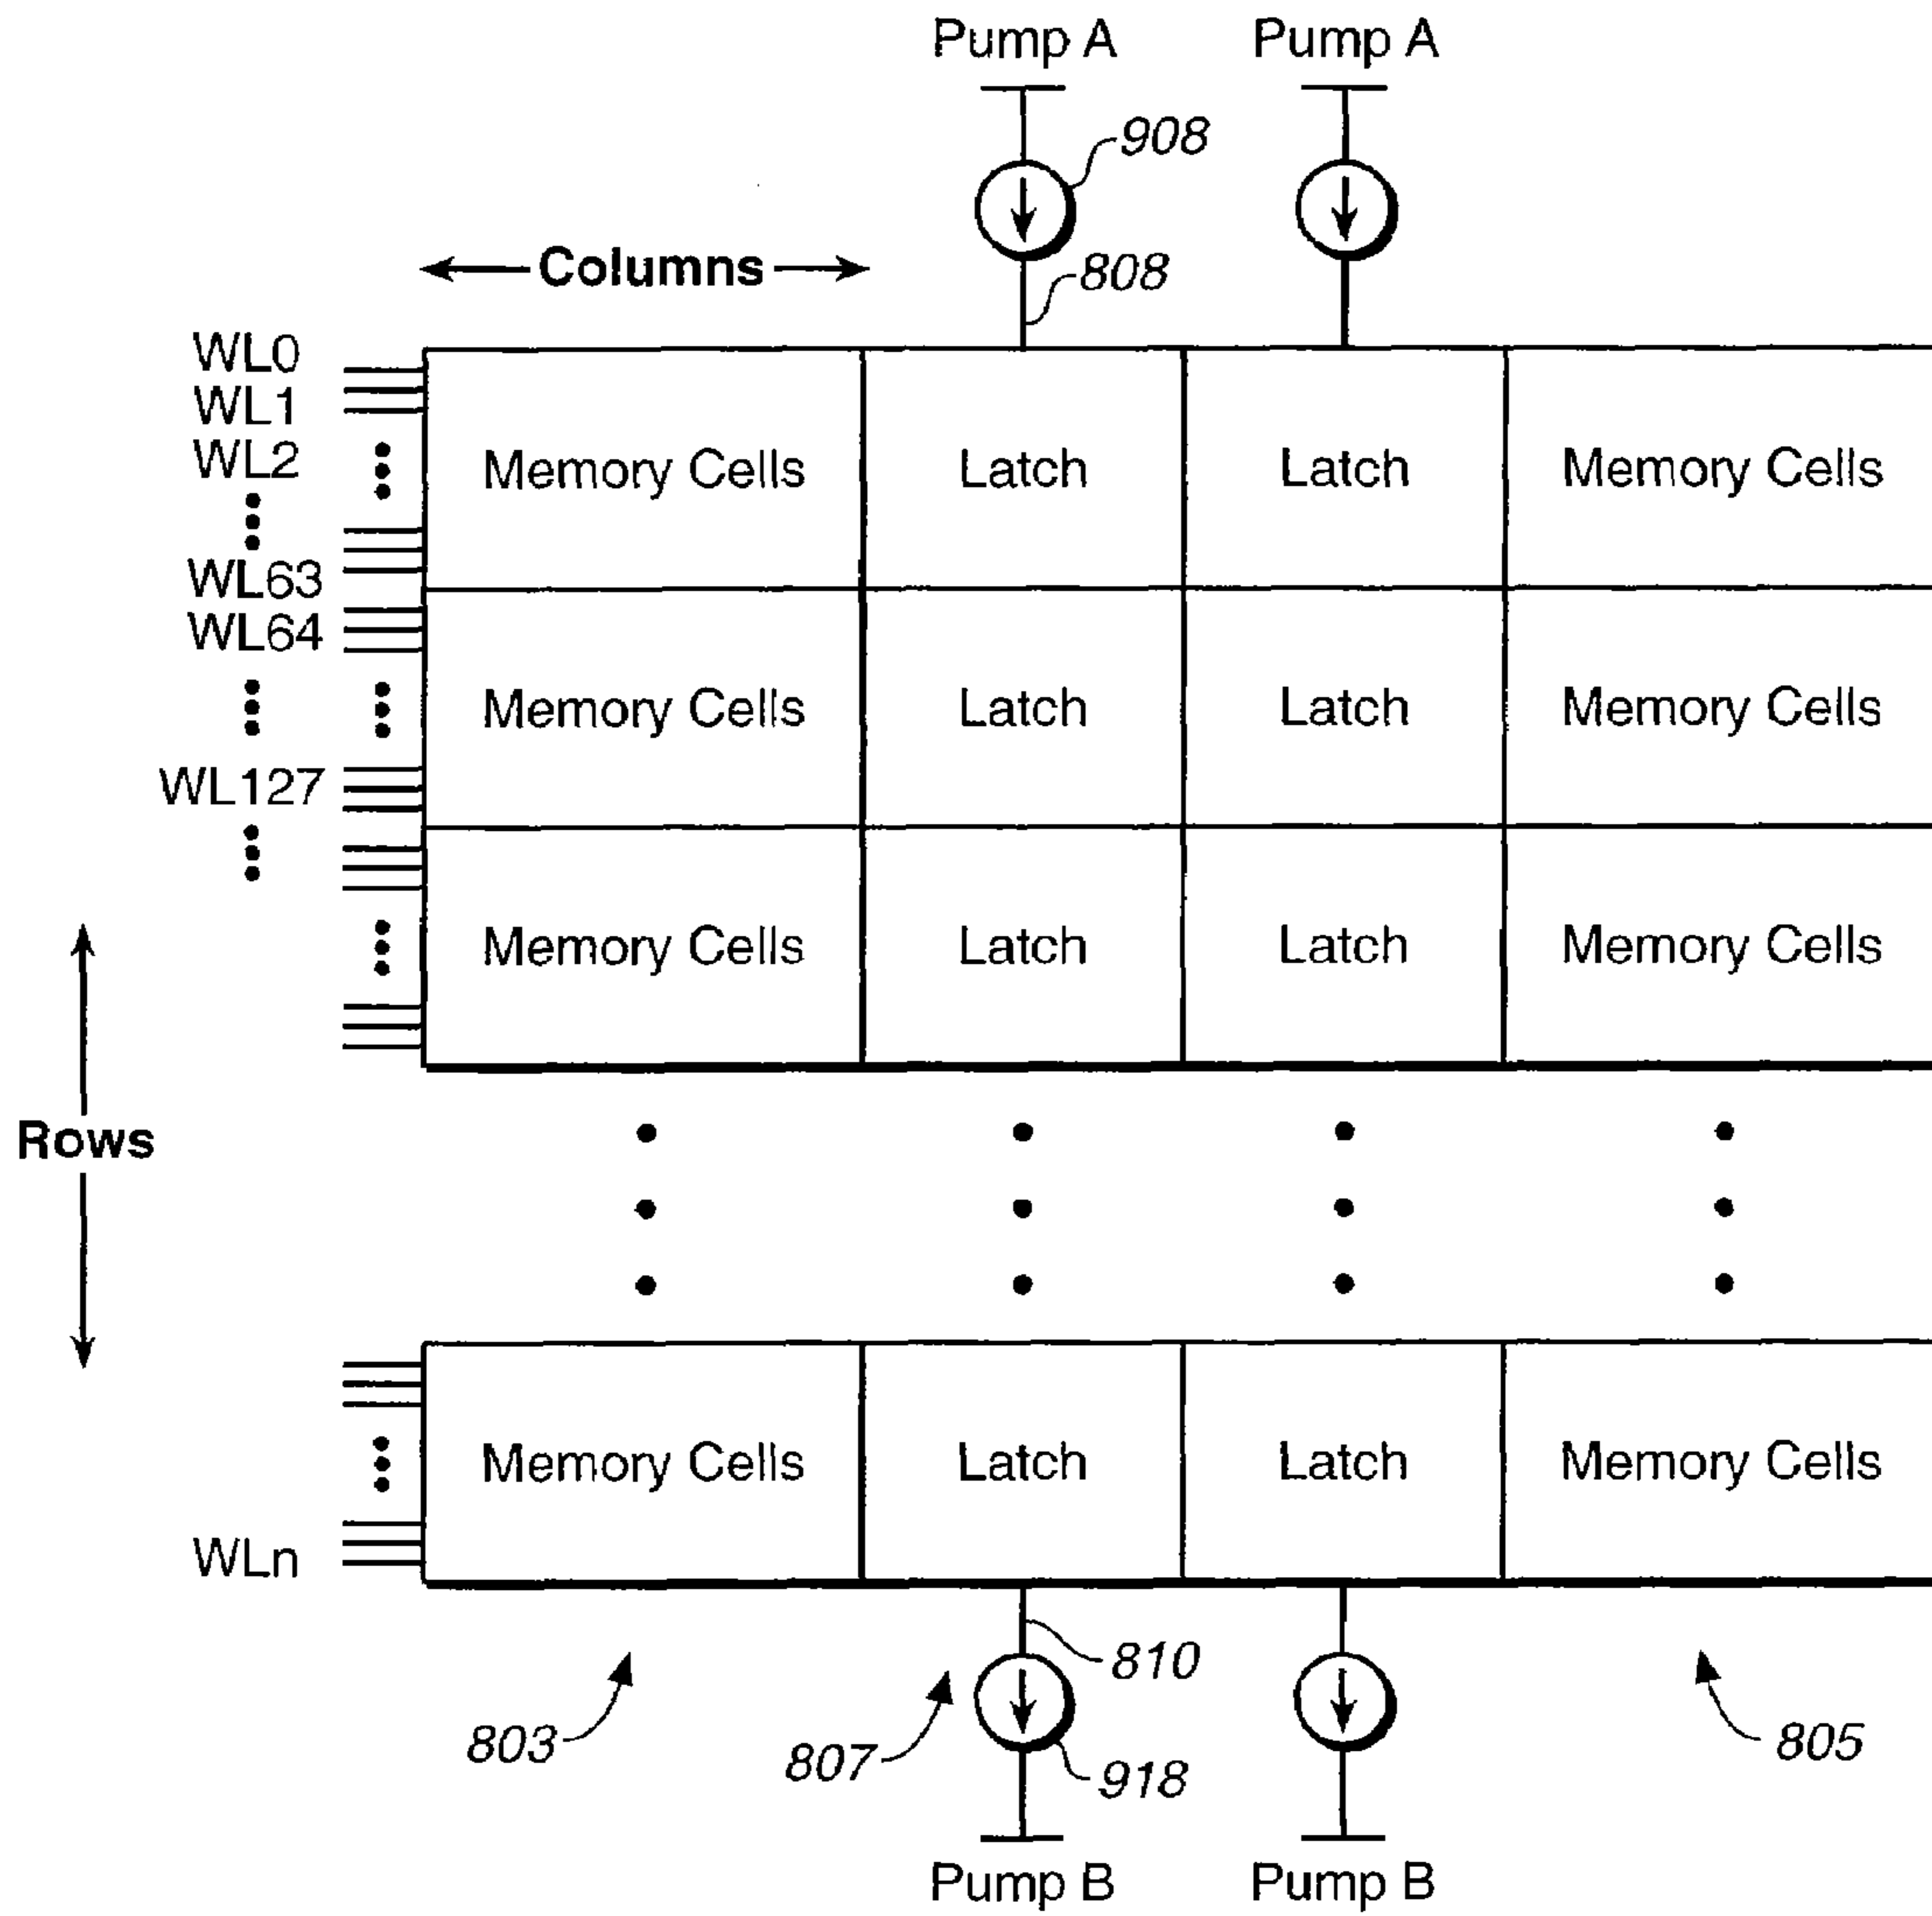 Pump A Pump A
908
Columns
808
WL0
WL1
WL2
Memory Cells Latch Latch Memory Cells
WL63
WL64
Memory Cells Latch Latch Memory Cells
WL127
Memory Cells Latch Latch Memory Cells
Rows
Memory Cells Latch Latch Memory Cells
WLn
810
803 807 918 805
Pump B Pump B